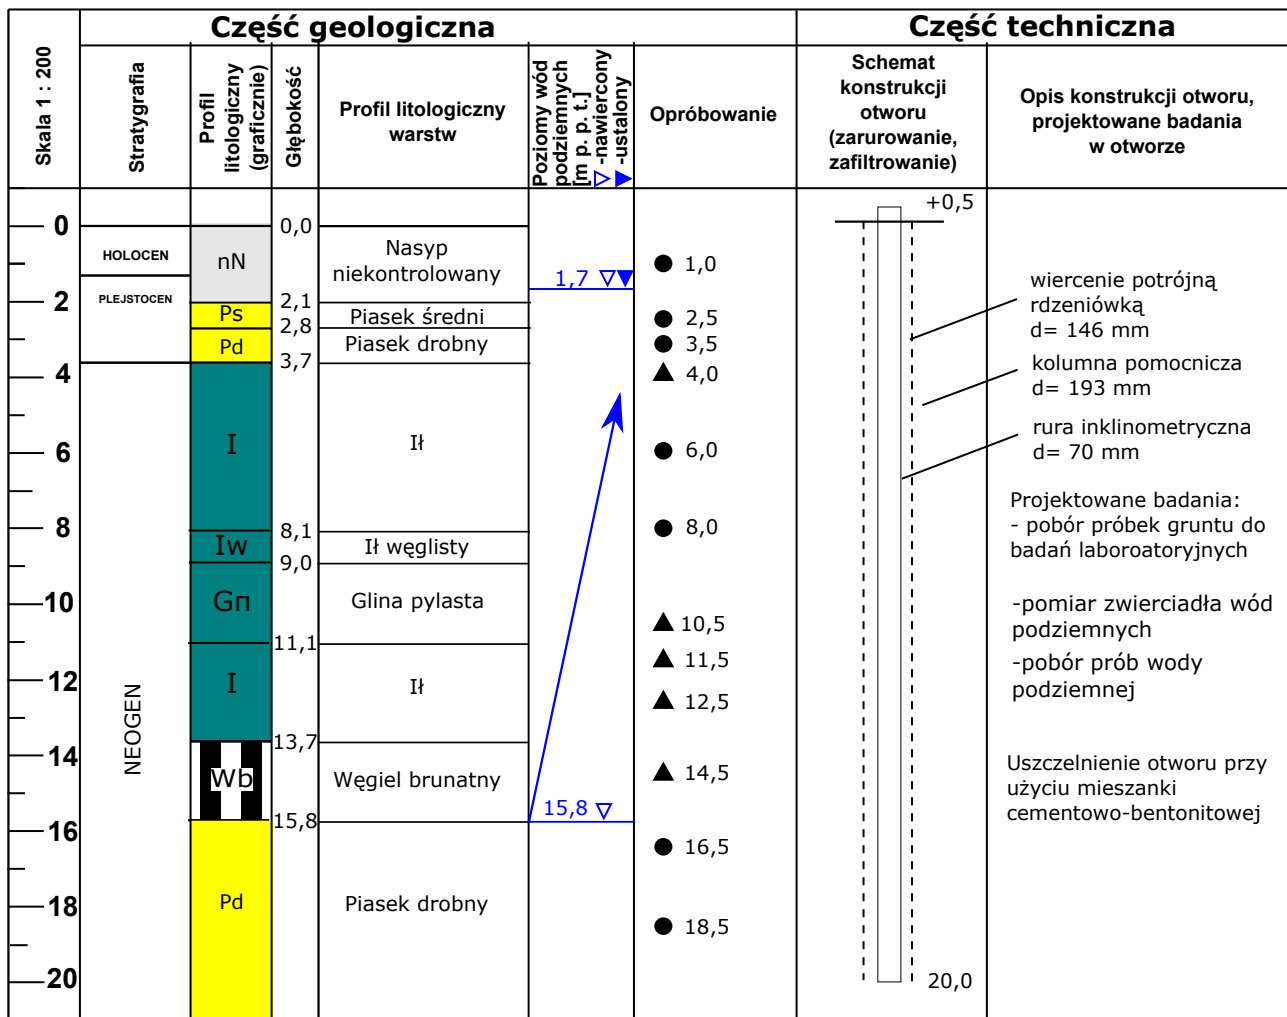 Część geologiczna
Część techniczna
Skala 1 : 200
Stratygrafia
Profil
litologiczny
(graficznie)
Głębokość
Profil litologiczny
warstw
Poziomy wód
podziemnych
[m p. p. t.]
-nawiercony
-ustalony
Opróbowanie
Schemat
konstrukcji
otworu
(zarurowanie,
zafiltrowanie)
Opis konstrukcji otworu,
projektowane badania
w otworze
0
2
4
6
8
10
12
14
16
18
20
HOLOCEN
PLEJSTOCEN
NEOGEN
nN
Ps
Pd
I
Iw
Gп
I
Wb
Pd
0,0
2,1
2,8
3,7
8,1
9,0
11,1
13,7
15,8
Nasyp
niekontrolowany
Piasek średni
Piasek drobny
Ił
Ił węglisty
Glina pylasta
Ił
Węgiel brunatny
Piasek drobny
1,7
15,8
1,0
2,5
3,5
4,0
6,0
8,0
10,5
11,5
12,5
14,5
16,5
18,5
+0,5
20,0
wiercenie potrójną
rdzeniówką
d= 146 mm
kolumna pomocnicza
d= 193 mm
rura inklinometryczna
d= 70 mm
Projektowane badania:
- pobór próbek gruntu do
badań laboroatoryjnych
-pomiar zwierciadła wód
podziemnych
-pobór prób wody
podziemnej
Uszczelnienie otworu przy
użyciu mieszanki
cementowo-bentonitowej